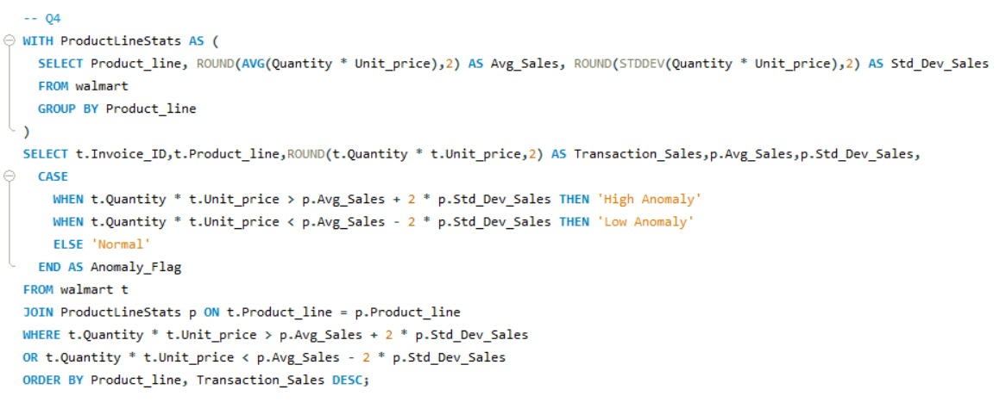 -- Q4
WITH ProductLineStats AS (
SELECT Product_line, ROUND(AVG(Quantity * Unit_price),2) AS Avg_Sales, ROUND(STDDEV(Quantity * Unit_price),2) AS Std_Dev_Sales
FROM walmart
GROUP BY Product_line
)
SELECT t.Invoice_ID,t.Product_line,ROUND(t.Quantity * t.Unit_price,2) AS Transaction_Sales,p.Avg_Sales,p.Std_Dev_Sales,
CASE
WHEN t.Quantity * t.Unit_price > p.Avg_Sales + 2 * p.Std_Dev_Sales THEN 'High Anomaly'
WHEN t.Quantity * t.Unit_price < p.Avg_Sales - 2 * p.Std_Dev_Sales THEN 'Low Anomaly'
ELSE 'Normal'
END AS Anomaly_Flag
FROM walmart t
JOIN ProductLineStats p ON t.Product_line = p.Product_line
WHERE t.Quantity * t.Unit_price > p.Avg_Sales + 2 * p.Std_Dev_Sales
OR t.Quantity * t.Unit_price < p.Avg_Sales - 2 * p.Std_Dev_Sales
ORDER BY Product_line, Transaction_Sales DESC;